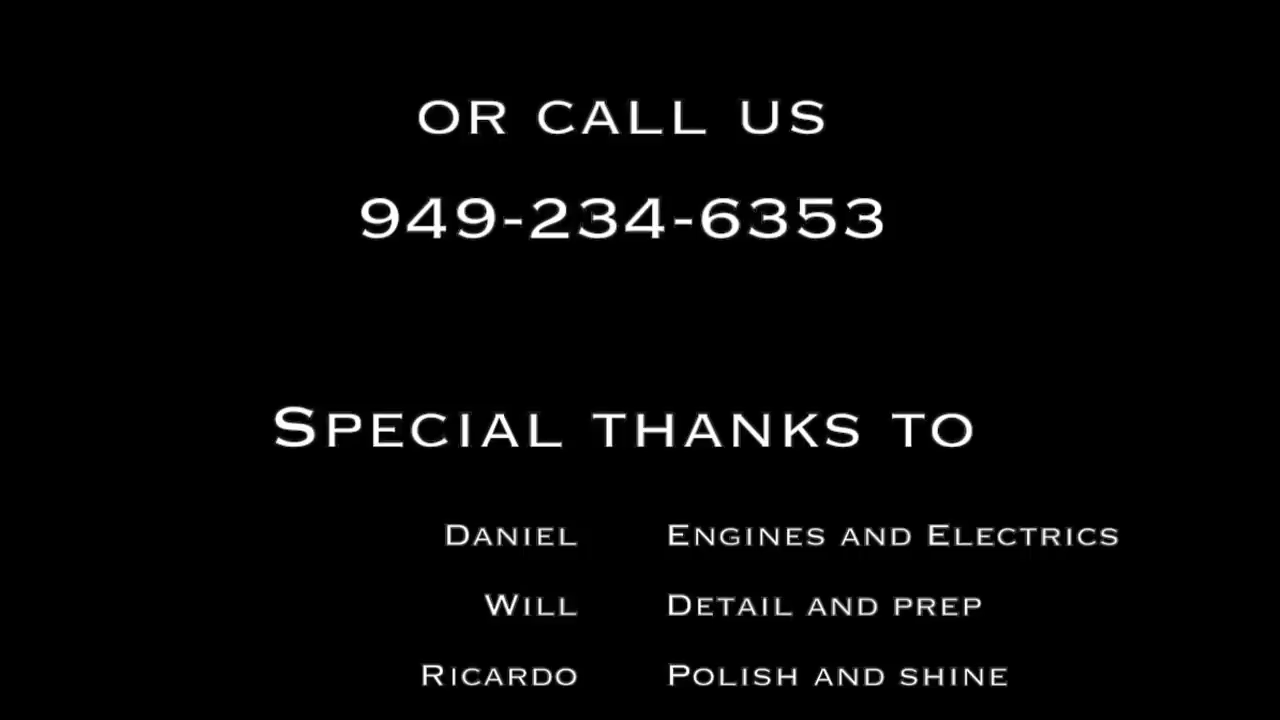 OR CALL US
949-234-6353
SPECIAL THANKS TO
DANIEL ENGINES AND ELECTRICS
WILL DETAIL AND PREP
RICARDO POLISH AND SHINE